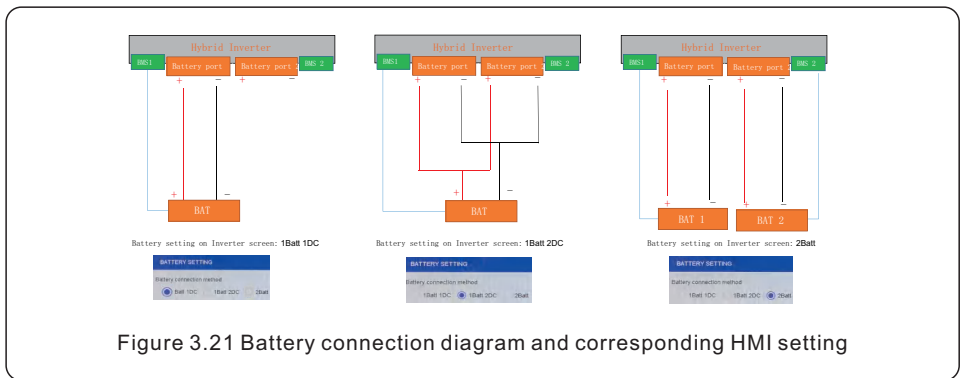 Hybrid Inverter
BMS1
Battery port
Battery port 2
BMS 2
+
−
+
−
+
−
BAT
Battery setting on Inverter screen: 1Batt 1DC
BATTERY SETTING
Battery connection method
Batt 1DC 1Batt 2DC 2Batt
Hybrid Inverter
BMS1
Battery port
Battery port 2
BMS 2
+
−
+
−
+
−
BAT
Battery setting on Inverter screen: 1Batt 2DC
BATTERY SETTING
Battery connection method
1Batt 1DC 1Batt 2DC 2Batt
Hybrid Inverter
BMS1
Battery port
Battery port 2
BMS 2
+
−
+
−
+
−
+
−
BAT 1
BAT 2
Battery setting on Inverter screen: 2Batt
BATTERY SETTING
Battery connection method
1Batt 1DC 1Batt 2DC 2Batt
Figure 3.21 Battery connection diagram and corresponding HMI setting